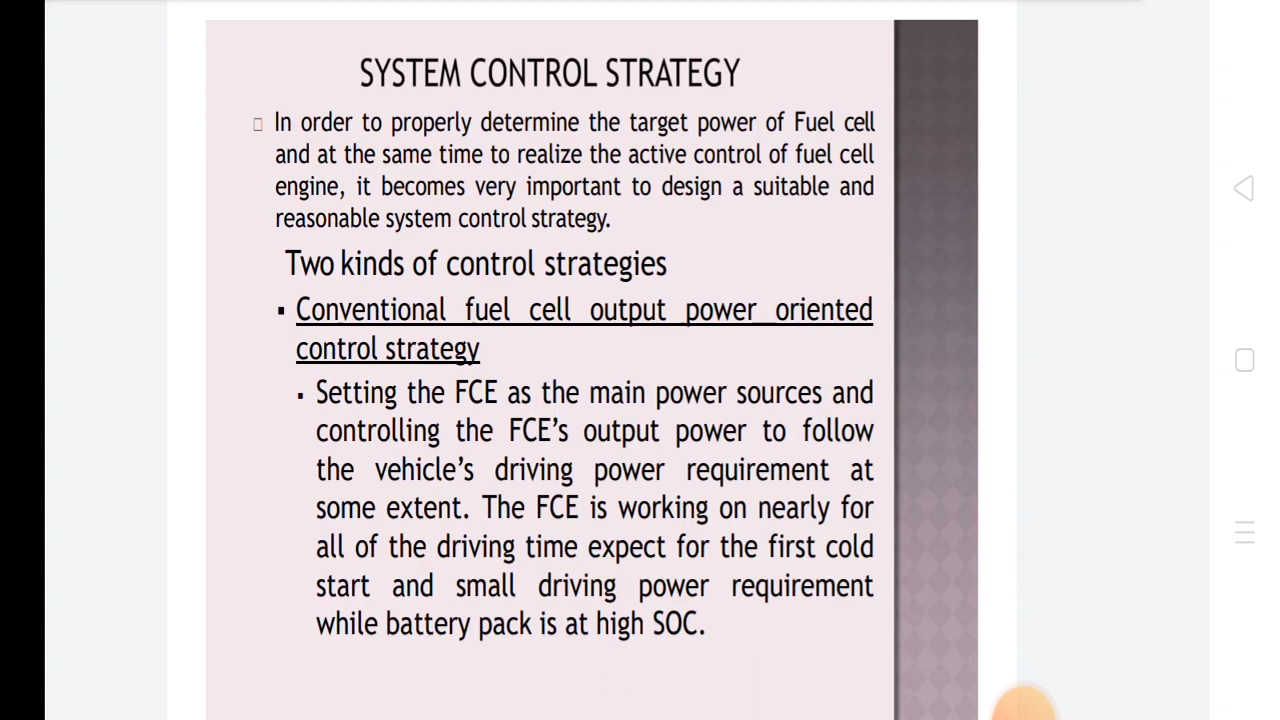 SYSTEM CONTROL STRATEGY
In order to properly determine the target power of Fuel cell
and at the same time to realize the active control of fuel cell
engine, it becomes very important to design a suitable and
reasonable system control strategy.
Two kinds of control strategies
▪ Conventional fuel cell output power oriented
control strategy
▪ Setting the FCE as the main power sources and
controlling the FCE's output power to follow
the vehicle's driving power requirement at
some extent. The FCE is working on nearly for
all of the driving time expect for the first cold
start and small driving power requirement
while battery pack is at high SOC.